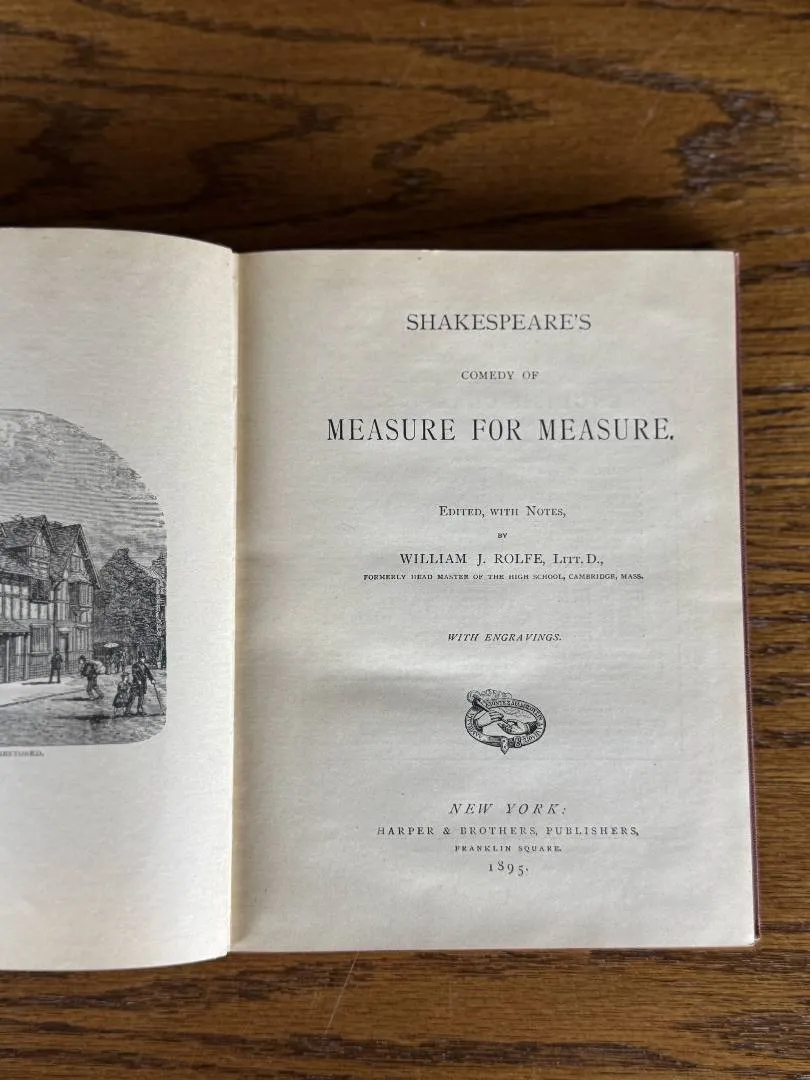 SHAKESPEARE'S
COMEDY OF
MEASURE FOR MEASURE.
EDITED, WITH NOTES,
BY
WILLIAM J. ROLFE, LITT. D.,
FORMERLY HEAD MASTER OF THE HIGH SCHOOL, CAMBRIDGE, MASS.
WITH ENGRAVINGS.
NEW YORK:
HARPER & BROTHERS, PUBLISHERS,
FRANKLIN SQUARE.
1895.